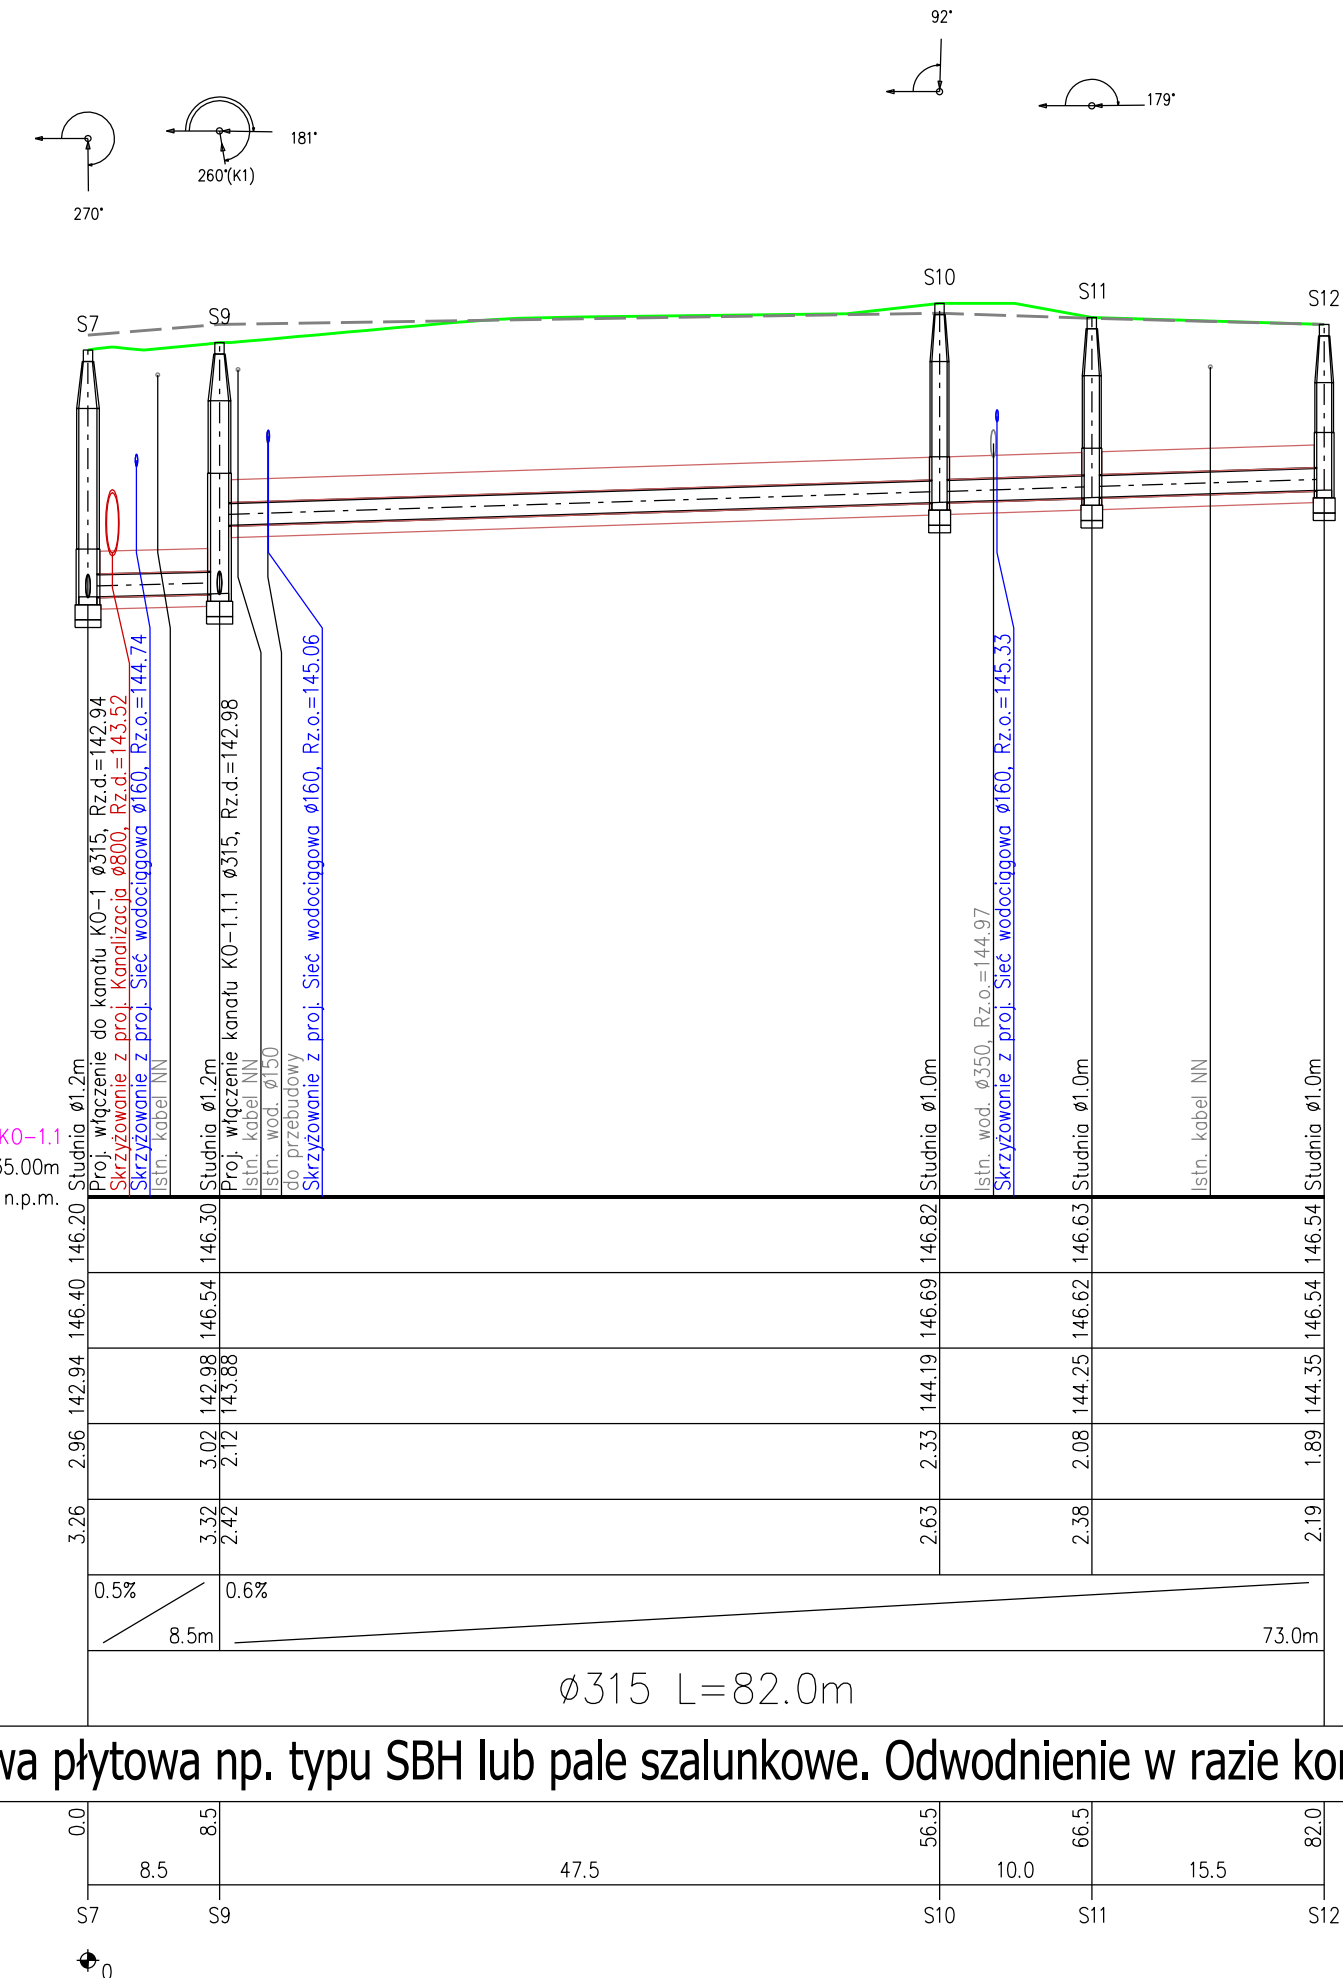 92°
179°
181°
260°(K1)
270°
S7
S9
S10
S11
S12
Studnia ø1.2m
Proj. włączenie do kanału KO-1 ø315, Rz.d.=142.94
Skrzyżowanie z proj. Kanalizacja ø800, Rz.d.=143.52
Skrzyżowanie z proj. Sieć wodociągowa ø160, Rz.o.=144.74
Istn. kabel NN
Studnia ø1.2m
Proj. włączenie kanału KO-1.1.1 ø315, Rz.d.=142.98
Istn. kabel NN
Istn. wod. ø150
do przebudowy
Skrzyżowanie z proj. Sieć wodociągowa ø160, Rz.o.=145.06
Studnia ø1.0m
Istn. wod. ø350, Rz.o.=144.97
Skrzyżowanie z proj. Sieć wodociągowa ø160, Rz.o.=145.33
Studnia ø1.0m
Istn. kabel NN
Studnia ø1.0m
KO-1.1
5.00m
n.p.m.
146.20 146.30 146.82 146.63 146.54
146.40 146.54 146.69 146.62 146.54
142.94 142.98 143.88 144.19 144.25 144.35
2.96 3.02 2.12 2.33 2.08 1.89
3.26 3.32 2.42 2.63 2.38 2.19
0.5% 0.6%
8.5m 73.0m
ø315 L=82.0m
wa płytowa np. typu SBH lub pale szalunkowe. Odwodnienie w razie kon
0.0 8.5 56.5 66.5 82.0
8.5 47.5 10.0 15.5
S7 S9 S10 S11 S12
0